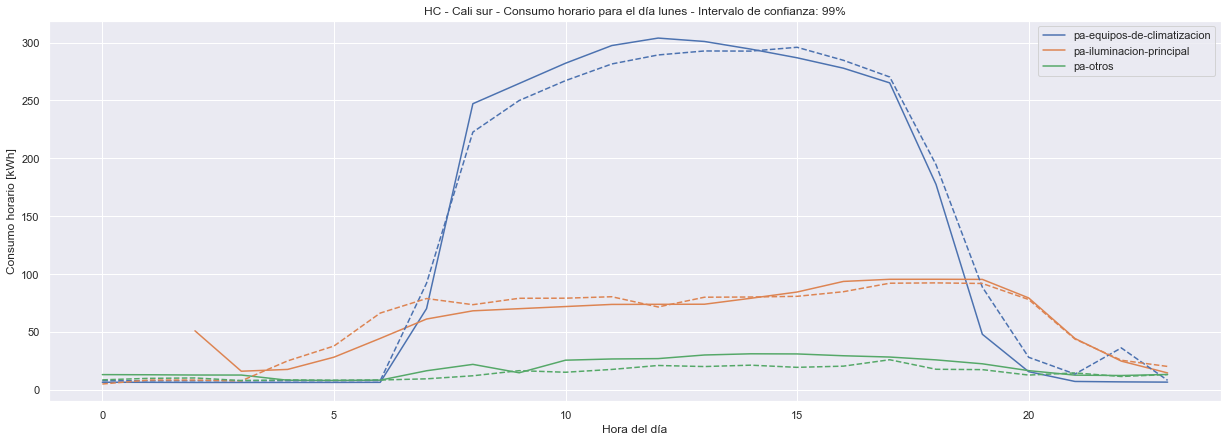 HC - Cali sur - Consumo horario para el día lunes - Intervalo de confianza: 99%
pa-equipos-de-climatizacion
pa-iluminacion-principal
pa-otros
Consumo horario [kWh]
300
250
200
150
100
50
0
0
5
10
15
20
Hora del día